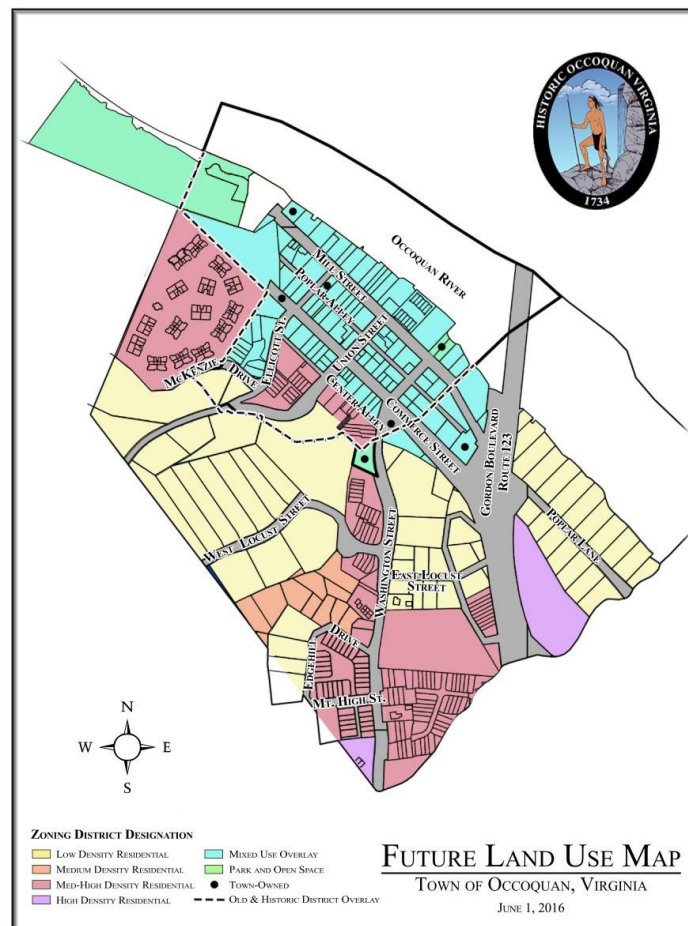 HISTORIC OCCOQUAN VIRGINIA
1734
OCCOQUAN RIVER
MILL STREET
POPLAR ALLEY
UNION STREET
ELLICOTT ST.
MCKENZIE DRIVE
CENTER ALLEY
COMMERCE STREET
GORDON BOULEVARD
ROUTE 123
POPLAR LANE
WEST LOCUST STREET
WASHINGTON STREET
EAST LOCUST
STREET
EDGEHILL DRIVE
MT. HIGH ST.
N
W
E
S
ZONING DISTRICT DESIGNATION
LOW DENSITY RESIDENTIAL
MEDIUM DENSITY RESIDENTIAL
MED-HIGH DENSITY RESIDENTIAL
HIGH DENSITY RESIDENTIAL
MIXED USE OVERLAY
PARK AND OPEN SPACE
TOWN-OWNED
OLD & HISTORIC DISTRICT OVERLAY
FUTURE LAND USE MAP
TOWN OF OCCOQUAN, VIRGINIA
JUNE 1, 2016